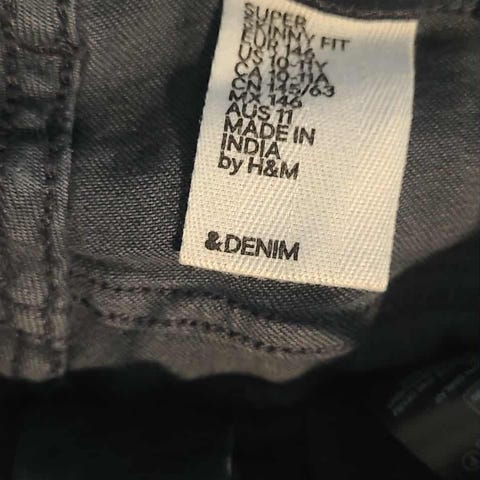 SUPER
SKINNY FIT
EUR 146
US 10-11Y
CA 10-11A
CN 145/63
MX 146
AUS 11
MADE IN
INDIA
by H&M
&DENIM